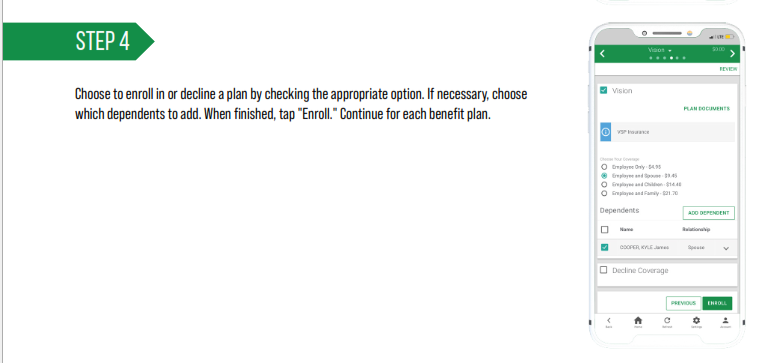 STEP 4
Choose to enroll in or decline a plan by checking the appropriate option. If necessary, choose
which dependents to add. When finished, tap "Enroll." Continue for each benefit plan.
Vision
$0.00
REVIEW
Vision
PLAN DOCUMENTS
VSP Insurance
Choose Your Coverage
Employee Only - $4.95
Employee and Spouse - $9.45
Employee and Children - $14.40
Employee and Family - $21.70
Dependents
ADD DEPENDENT
Name Relationship
COOPER, KYLE James Spouse
Decline Coverage
PREVIOUS ENROLL
Back Home Refresh Settings Account